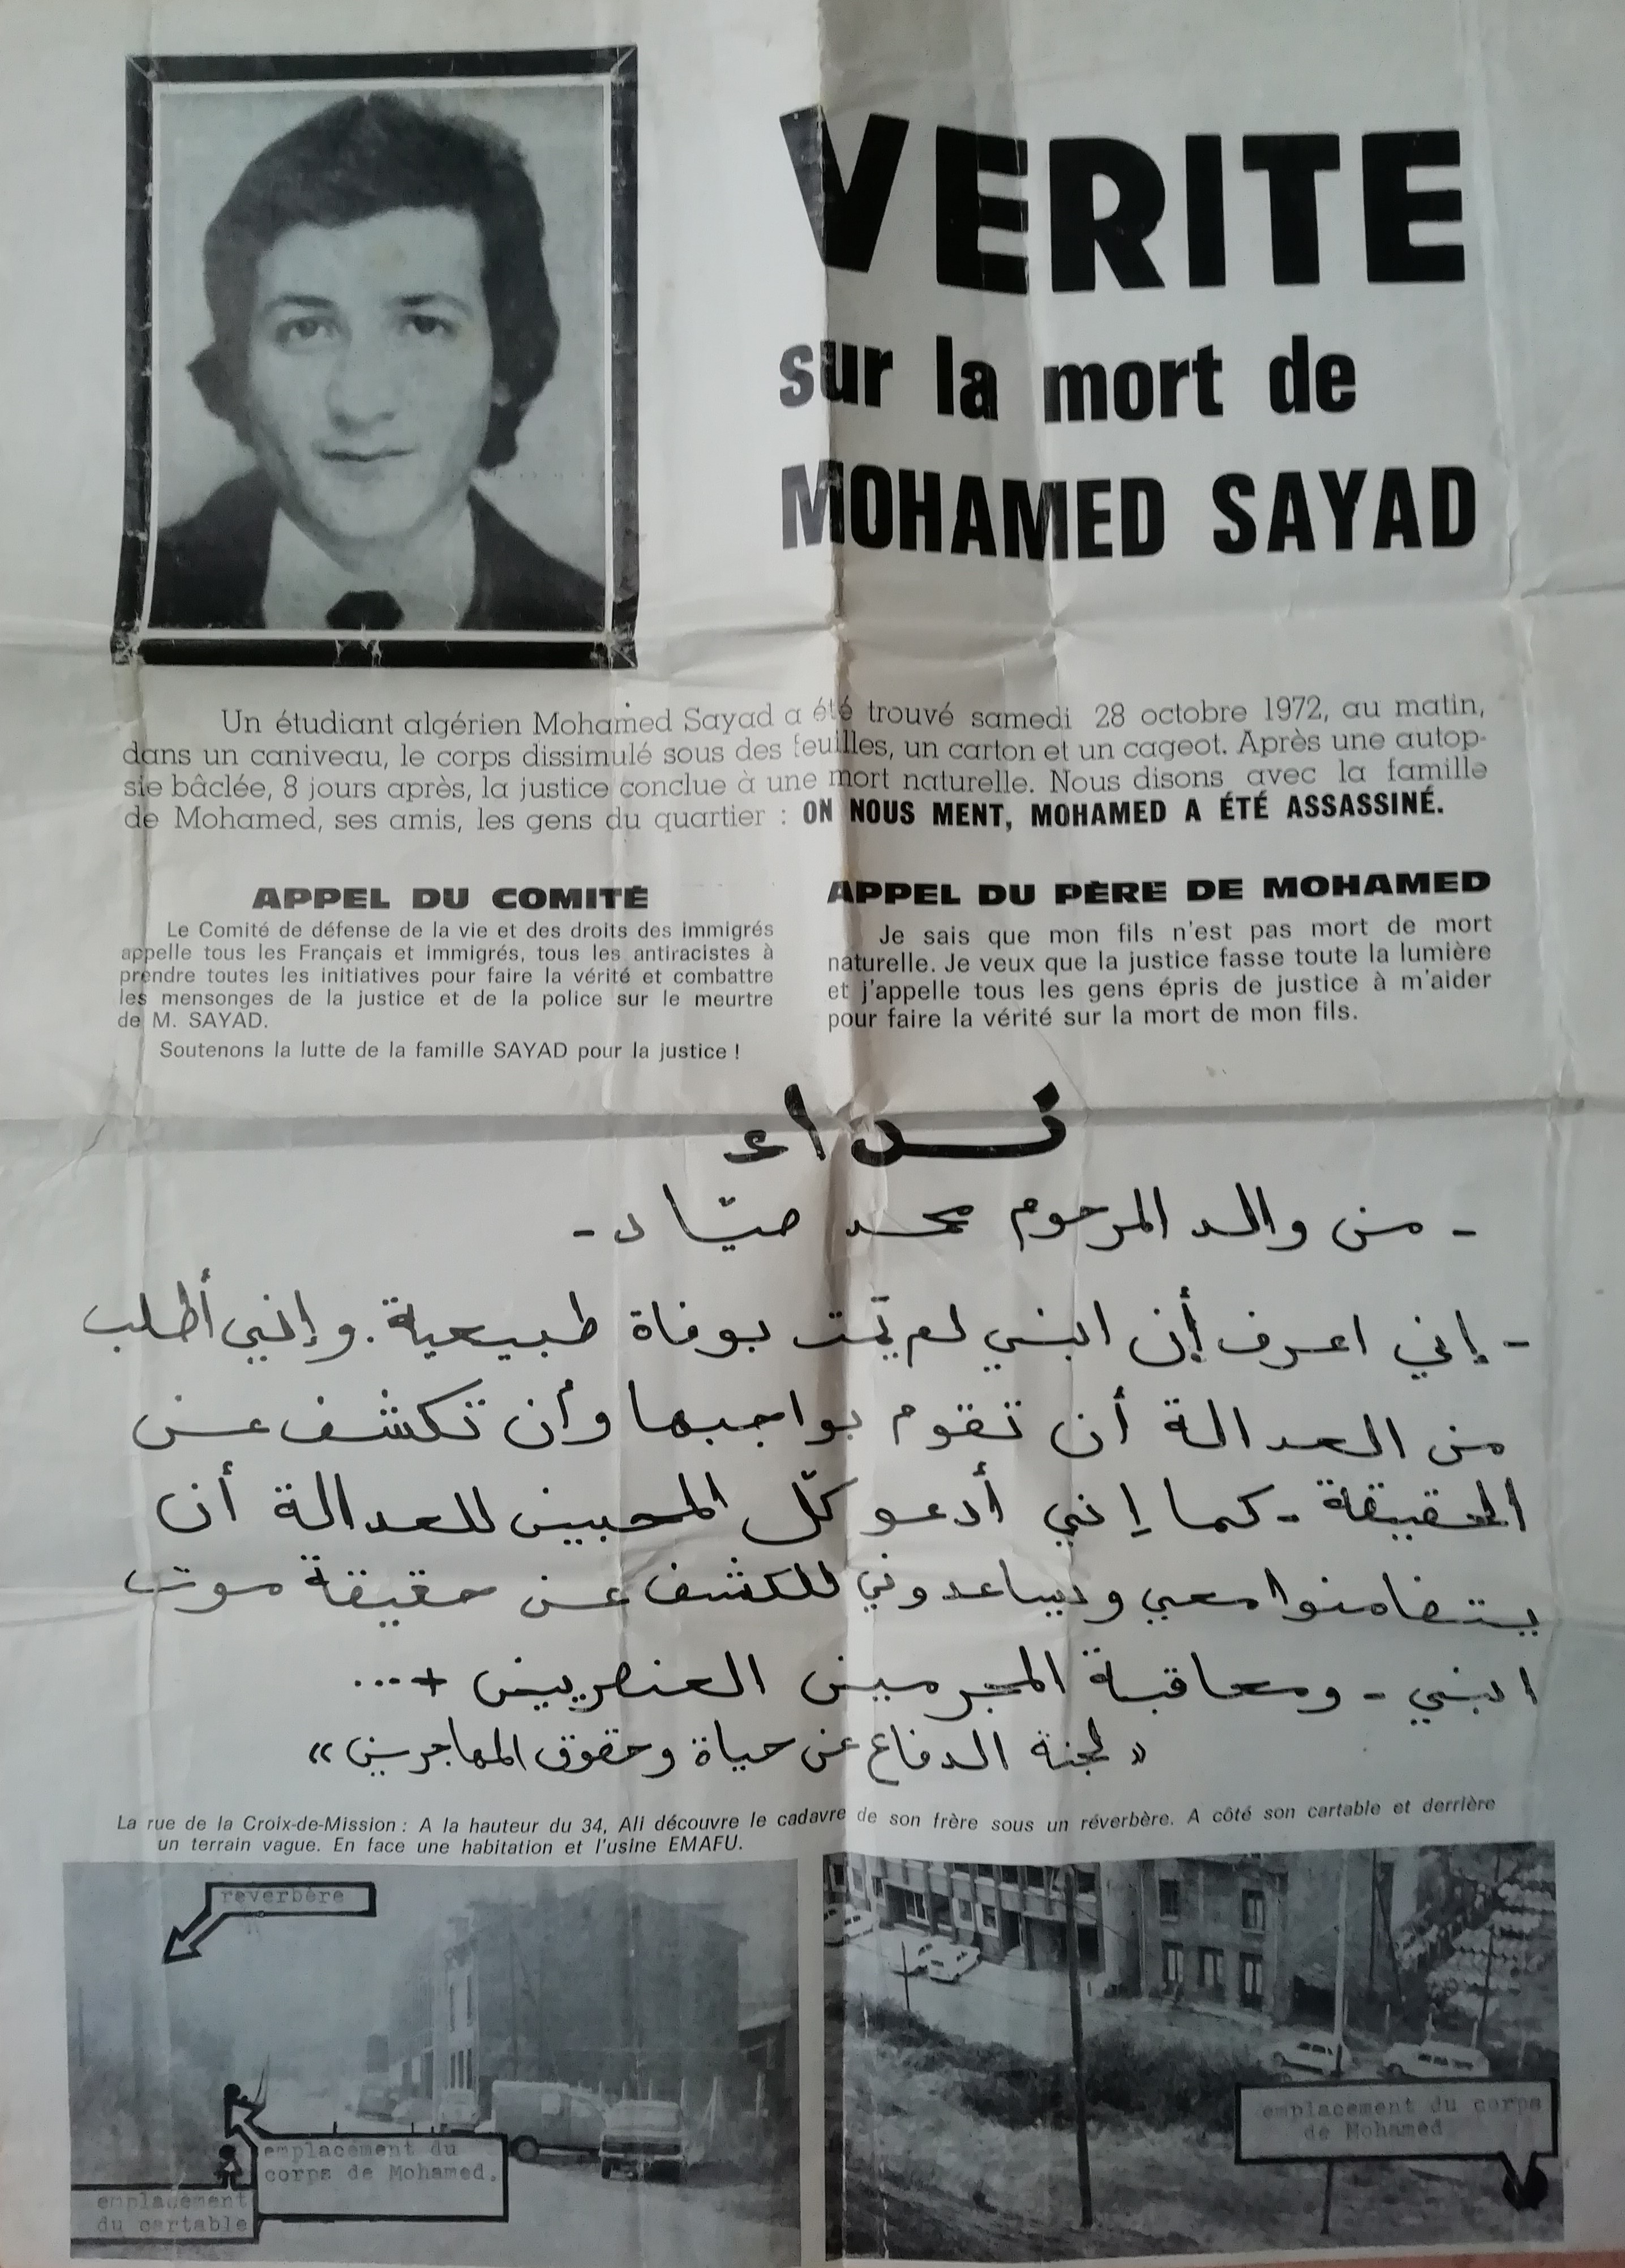 VERITE
sur la mort de
MOHAMED SAYAD
Un étudiant algérien Mohamed Sayad a été trouvé samedi 28 octobre 1972, au matin,
dans un caniveau, le corps dissimulé sous des feuilles, un carton et un cageot. Après une autop-
sie bâclée, 8 jours après, la justice conclue à une mort naturelle. Nous disons avec la famille
de Mohamed, ses amis, les gens du quartier : ON NOUS MENT, MOHAMED A ÉTÉ ASSASSINÉ.
APPEL DU COMITÉ
Le Comité de défense de la vie et des droits des immigrés
appelle tous les Français et immigrés, tous les antiracistes à
prendre toutes les initiatives pour faire la vérité et combattre
les mensonges de la justice et de la police sur le meurtre
de M. SAYAD.
Soutenons la lutte de la famille SAYAD pour la justice !
APPEL DU PÈRE DE MOHAMED
Je sais que mon fils n'est pas mort de mort
naturelle. Je veux que la justice fasse toute la lumière
et j'appelle tous les gens épris de justice à m'aider
pour faire la vérité sur la mort de mon fils.
نداء
- من والد المرحوم محمد صيّاد -
- إني اعرف أن ابني لم يمت بوفاة طبيعية. وإنني أطلب
من العدالة أن تقوم بواجبها وأن تكشف عن
الحقيقة - كما إني أدعو كلّ المحبين للعدالة أن
يتضامنوا معي ويساعدوني للكشف عن حقيقة موت
ابني - ومعاقبة المجرمين العنصريين +...
« لجنة الدفاع عن حياة وحقوق المهاجرين »
La rue de la Croix-de-Mission : A la hauteur du 34, Ali découvre le cadavre de son frère sous un réverbère. A côté son cartable et derrière
un terrain vague. En face une habitation et l'usine EMAFU.
réverbère
emplacement du
corps de Mohamed.
emplacement
du cartable
emplacement du corps
de Mohamed